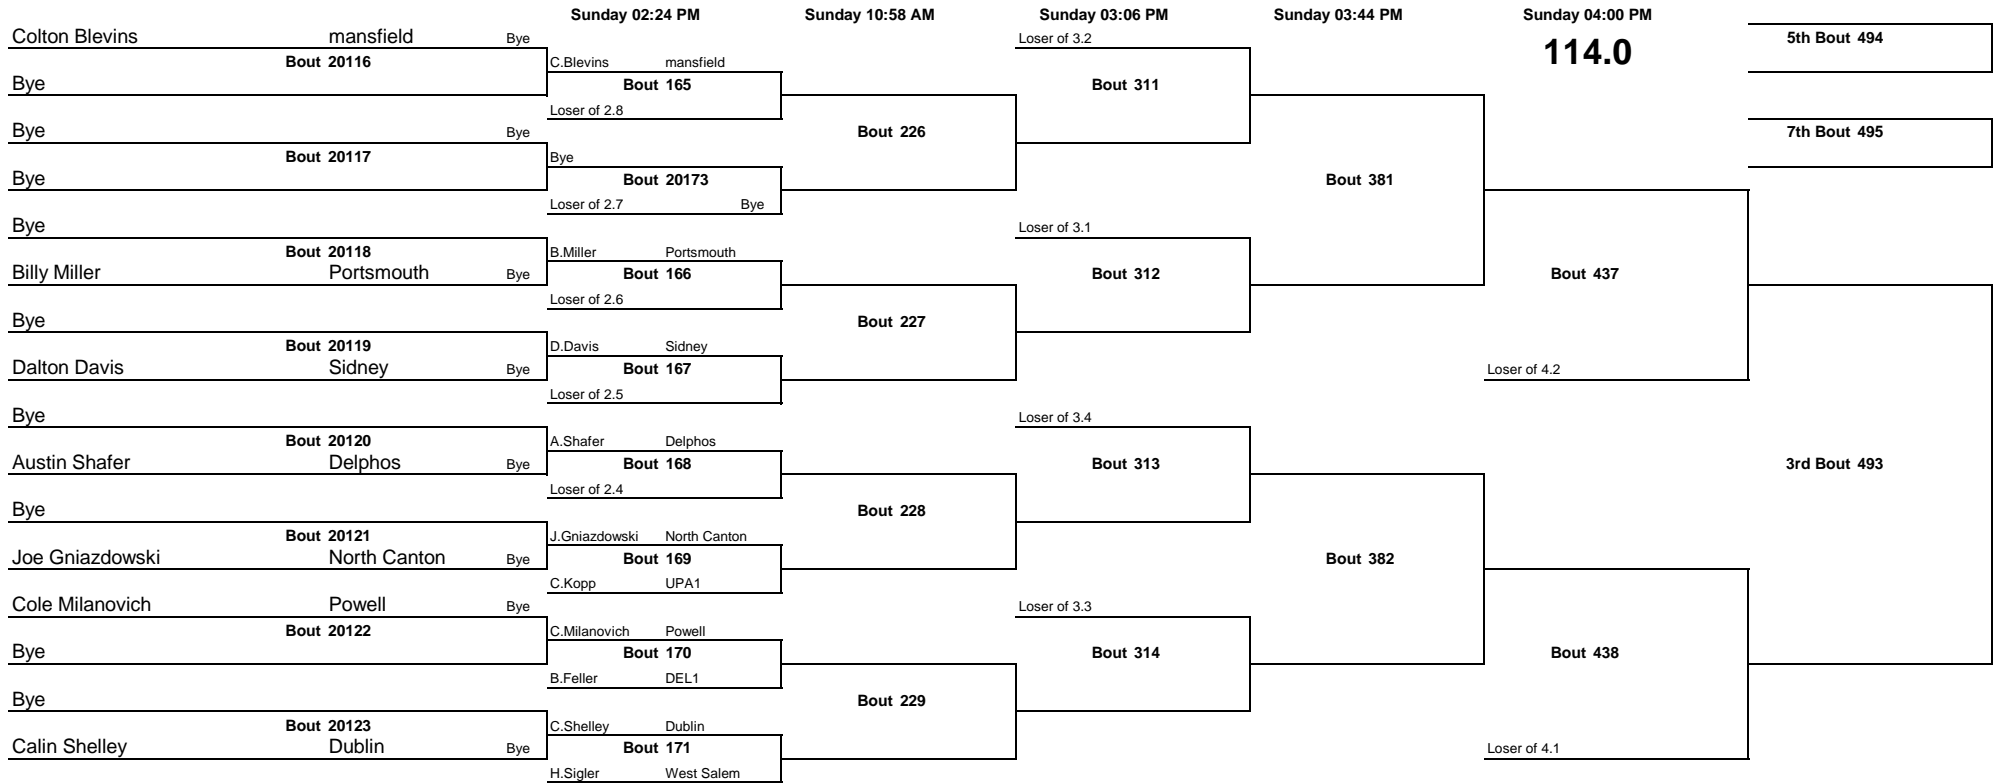 Sunday 02:24 PM Sunday 10:58 AM Sunday 03:06 PM Sunday 03:44 PM Sunday 04:00 PM
Colton Blevins mansfield Bye Loser of 3.2 114.0 5th Bout 494
Bout 20116 C.Blevins mansfield
Bye Bout 165 Bout 311
Loser of 2.8
Bye Bye Bout 226 7th Bout 495
Bout 20117 Bye
Bye Bout 20173 Bout 381
Loser of 2.7 Bye
Bye Loser of 3.1
Bout 20118 B.Miller Portsmouth
Billy Miller Portsmouth Bye Bout 166 Bout 312 Bout 437
Loser of 2.6
Bye Bout 227
Bout 20119 D.Davis Sidney
Dalton Davis Sidney Bye Bout 167 Loser of 4.2
Loser of 2.5
Bye Loser of 3.4
Bout 20120 A.Shafer Delphos
Austin Shafer Delphos Bye Bout 168 Bout 313 3rd Bout 493
Loser of 2.4
Bye Bout 228
Bout 20121 J.Gniazdowski North Canton
Joe Gniazdowski North Canton Bye Bout 169 Bout 382
C.Kopp UPA1
Cole Milanovich Powell Bye Loser of 3.3
Bout 20122 C.Milanovich Powell
Bye Bout 170 Bout 314 Bout 438
B.Feller DEL1
Bye Bout 229
Bout 20123 C.Shelley Dublin
Calin Shelley Dublin Bye Bout 171 Loser of 4.1
H.Sigler West Salem